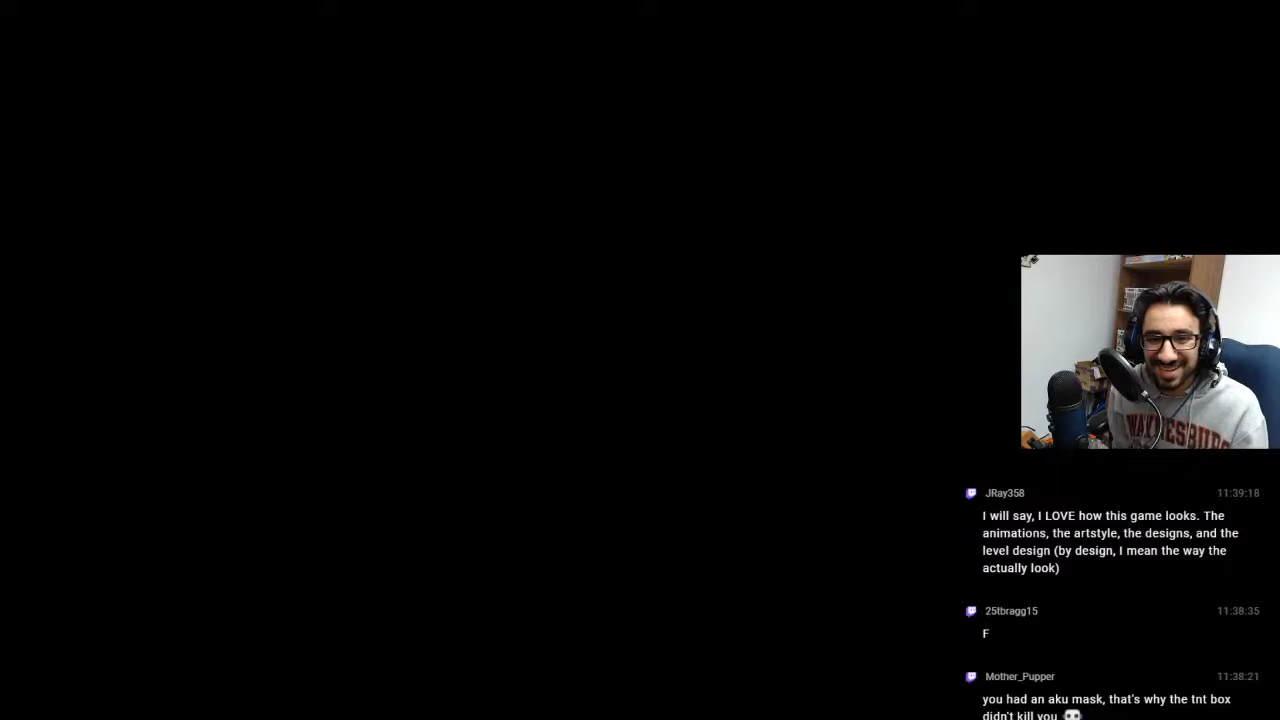 WAYNESBURG
JRay358 11:39:18
I will say, I LOVE how this game looks. The
animations, the artstyle, the designs, and the
level design (by design, I mean the way the
actually look)
25tbragg15 11:38:35
F
Mother_Pupper 11:38:21
you had an aku mask, that's why the tnt box
didn't kill you